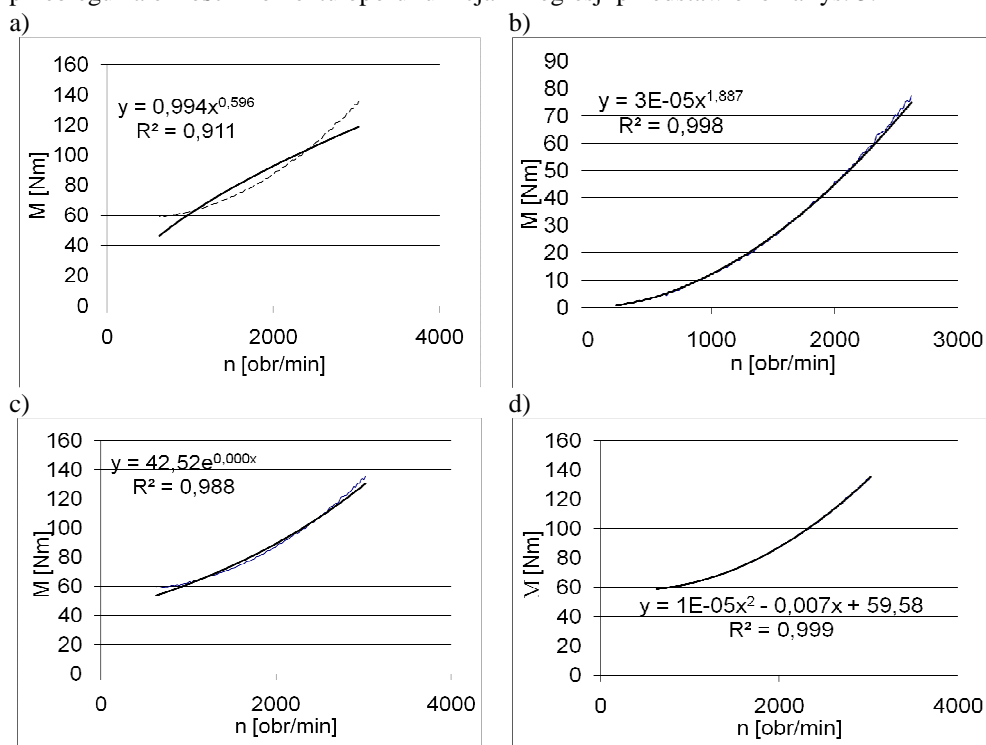 a)
160
140
120
100
80
60
40
20
0
M [Nm]
y = 0,994x^0,596
R² = 0,911
0 2000 4000
n [obr/min]
b)
90
80
70
60
50
40
30
20
10
0
M [Nm]
y = 3E-05x^1,887
R² = 0,998
0 1000 2000 3000
n [obr/min]
c)
160
140
120
100
80
60
40
20
0
M [Nm]
y = 42,52e^0,000x
R² = 0,988
0 2000 4000
n [obr/min]
d)
160
140
120
100
80
60
40
20
0
M [Nm]
y = 1E-05x² - 0,007x + 59,58
R² = 0,999
0 2000 4000
n [obr/min]